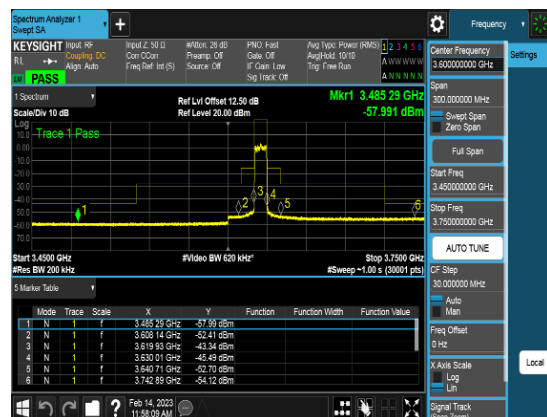 Spectrum Analyzer 1
Swept SA
Frequency
KEYSIGHT
Input: RF
Coupling: DC
Align: Auto
Input Z: 50 Ω
Corr CCorr
Freq Ref: Int (S)
#Atten: 28 dB
Preamp: Off
Source: Off
PNO: Fast
Gate: Off
IF Gain: Low
Sig Track: Off
Avg Type: Power (RMS)
Avg|Hold: 10/10
Trig: Free Run
1 2 3 4 5 6
A W W W W W
A N N N N N
RL
PASS
1 Spectrum
Scale/Div 10 dB
Ref Lvl Offset 12.50 dB
Ref Level 20.00 dBm
Mkr1 3.485 29 GHz
-57.991 dBm
Log
Trace 1 Pass
10.0
0.00
-10.0
-20.0
-30.0
-40.0
-50.0
-60.0
-70.0
1
2
3
4
5
6
Start 3.4500 GHz
#Res BW 200 kHz
#Video BW 620 kHz*
Stop 3.7500 GHz
#Sweep ~1.00 s (30001 pts)
5 Marker Table
Mode Trace Scale X Y Function Function Width Function Value
1 N 1 f 3.485 29 GHz -57.99 dBm
2 N 1 f 3.608 14 GHz -52.41 dBm
3 N 1 f 3.619 93 GHz -43.34 dBm
4 N 1 f 3.630 01 GHz -45.49 dBm
5 N 1 f 3.640 71 GHz -52.70 dBm
6 N 1 f 3.742 89 GHz -54.12 dBm
Feb 14, 2023
11:58:09 AM
Center Frequency
3.600000000 GHz
Span
300.000000 MHz
Swept Span
Zero Span
Full Span
Start Freq
3.450000000 GHz
Stop Freq
3.750000000 GHz
AUTO TUNE
CF Step
30.000000 MHz
Auto
Man
Freq Offset
0 Hz
X Axis Scale
Log
Lin
Signal Track
Settings
Local